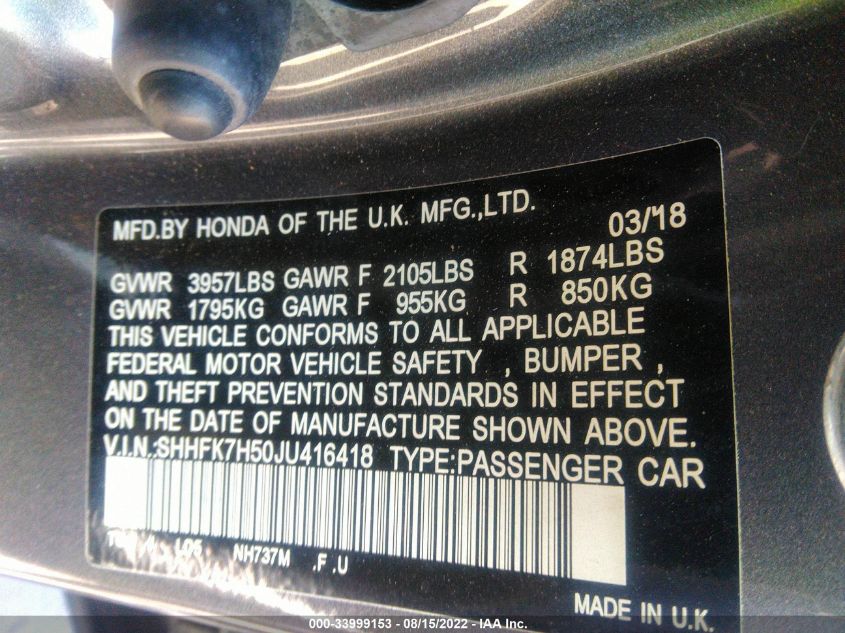 MFD.BY HONDA OF THE U.K. MFG.,LTD. 03/'18
GVWR 3957LBS GAWR F 2105LBS R 1874LBS
GVWR 1795KG GAWR F 955KG R 850KG
THIS VEHICLE CONFORMS TO ALL APPLICABLE
FEDERAL MOTOR VEHICLE SAFETY , BUMPER ,
AND THEFT PREVENTION STANDARDS IN EFFECT
ON THE DATE OF MANUFACTURE SHOWN ABOVE.
V.I.N.:SHHFK7H50JU416418 TYPE:PASSENGER CAR
L05 NH737M .F .U
MADE IN U.K.
000-33999153 - 08/15/2022 - IAA Inc.